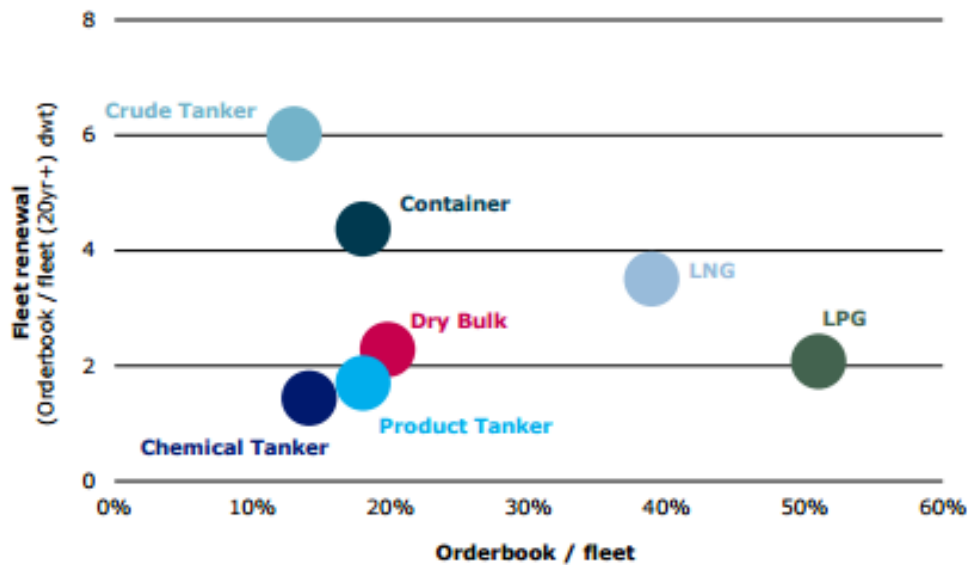 8
Crude Tanker
6
Container
4
LNG
Dry Bulk
LPG
2
Product Tanker
Chemical Tanker
0
0%
10%
20%
30%
40%
50%
60%
Orderbook / fleet
Fleet renewal
(Orderbook / fleet (20yr+) dwt)